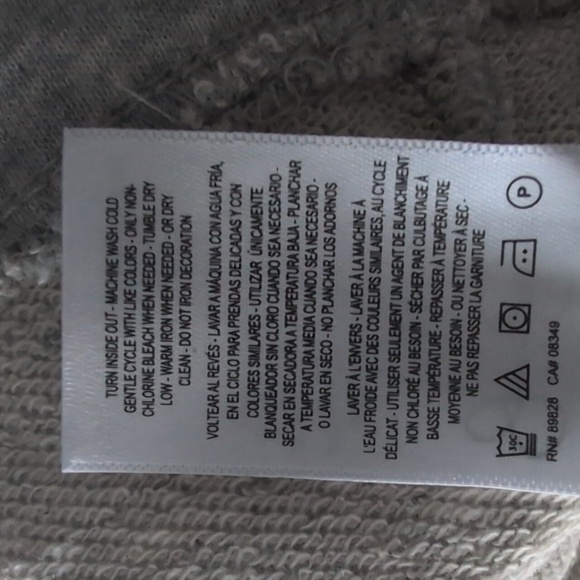 TURN INSIDE OUT - MACHINE WASH COLD
GENTLE CYCLE WITH LIKE COLORS - ONLY NON-
CHLORINE BLEACH WHEN NEEDED - TUMBLE DRY
LOW - WARM IRON WHEN NEEDED - OR DRY
CLEAN - DO NOT IRON DECORATION
VOLTEAR AL REVÉS - LAVAR A MÁQUINA CON AGUA FRÍA,
EN EL CICLO PARA PRENDAS DELICADAS Y CON
COLORES SIMILARES - UTILIZAR ÚNICAMENTE
BLANQUEADOR SIN CLORO CUANDO SEA NECESARIO -
SECAR EN SECADORA A TEMPERATURA BAJA - PLANCHAR
A TEMPERATURA MEDIA CUANDO SEA NECESARIO -
O LAVAR EN SECO - NO PLANCHAR LOS ADORNOS
LAVER À L'ENVERS - LAVER À LA MACHINE À
L'EAU FROIDE AVEC DES COULEURS SIMILAIRES, AU CYCLE
DÉLICAT - UTILISER SEULEMENT UN AGENT DE BLANCHIMENT
NON CHLORÉ AU BESOIN - SÉCHER PAR CULBUTAGE À
BASSE TEMPÉRATURE - REPASSER À TEMPÉRATURE
MOYENNE AU BESOIN - OU NETTOYER À SEC -
NE PAS REPASSER LA GARNITURE
30C P
RN# 89828 CA# 08349